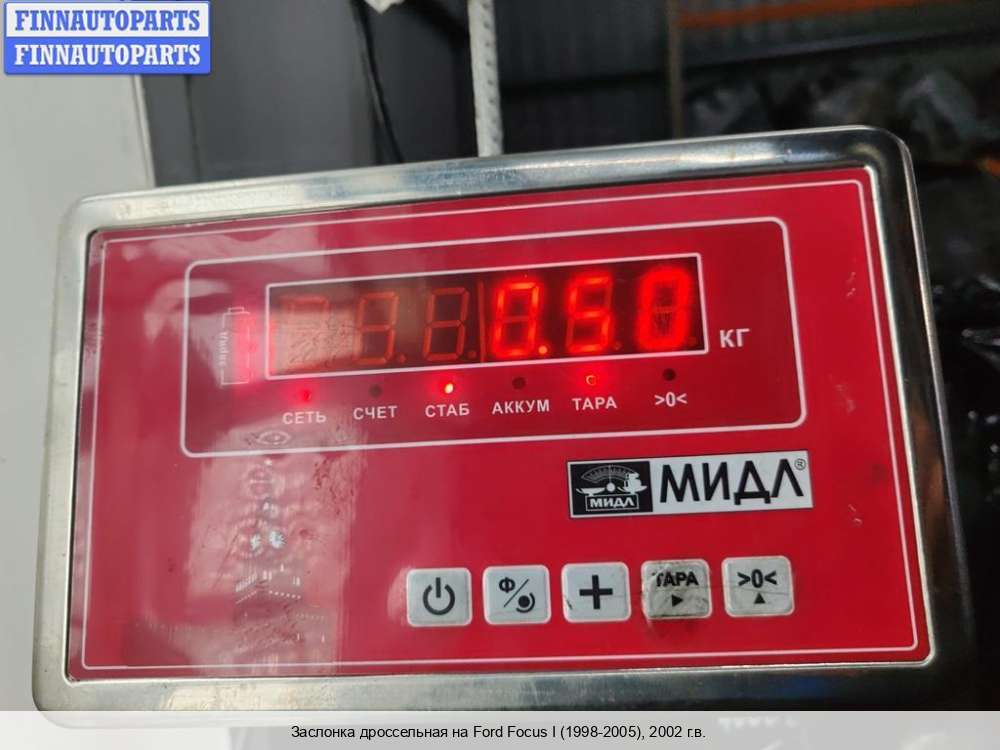 FINNAUTOPARTS
FINNAUTOPARTS
0.50
КГ
СЕТЬ СЧЕТ СТАБ АККУМ ТАРА >0<
МИДЛ МИДЛ®
Ф ТАРА >0<
Заслонка дроссельная на Ford Focus I (1998-2005), 2002 г.в.